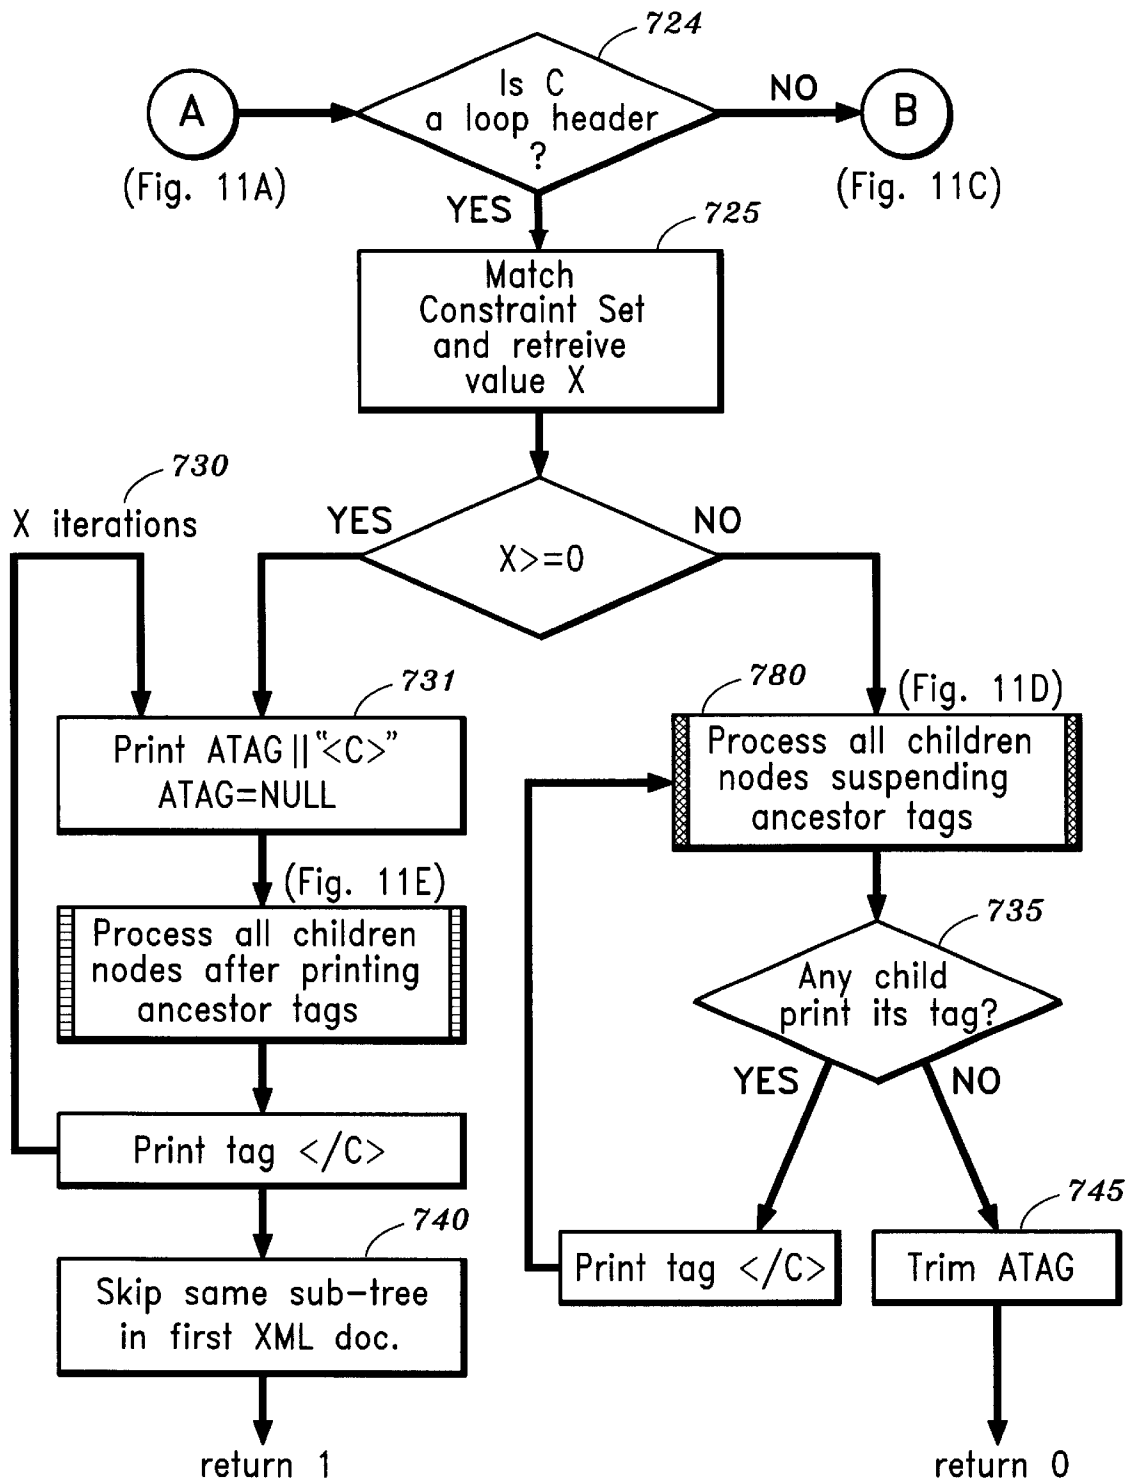 724
Is C
a loop header
?
A
NO
B
(Fig. 11A)
(Fig. 11C)
YES
725
Match
Constraint Set
and retreive
value X
730
X iterations
YES
NO
X>=0
731
780
(Fig. 11D)
Print ATAG||“<C>”
ATAG=NULL
Process all children
nodes suspending
ancestor tags
(Fig. 11E)
Process all children
nodes after printing
ancestor tags
735
Any child
print its tag?
YES
NO
Print tag </C>
740
745
Skip same sub-tree
in first XML doc.
Print tag </C>
Trim ATAG
return 1
return 0